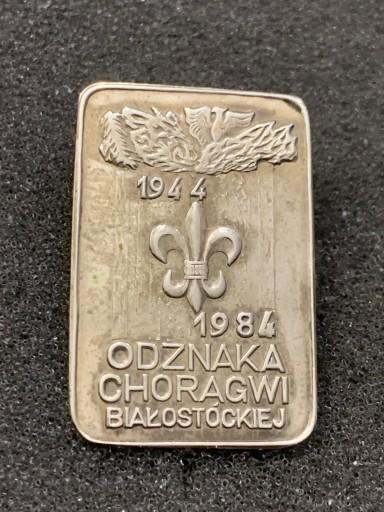 1944
1984
ODZNAKA
CHORĄGWI
BIAŁOSTOCKIEJ